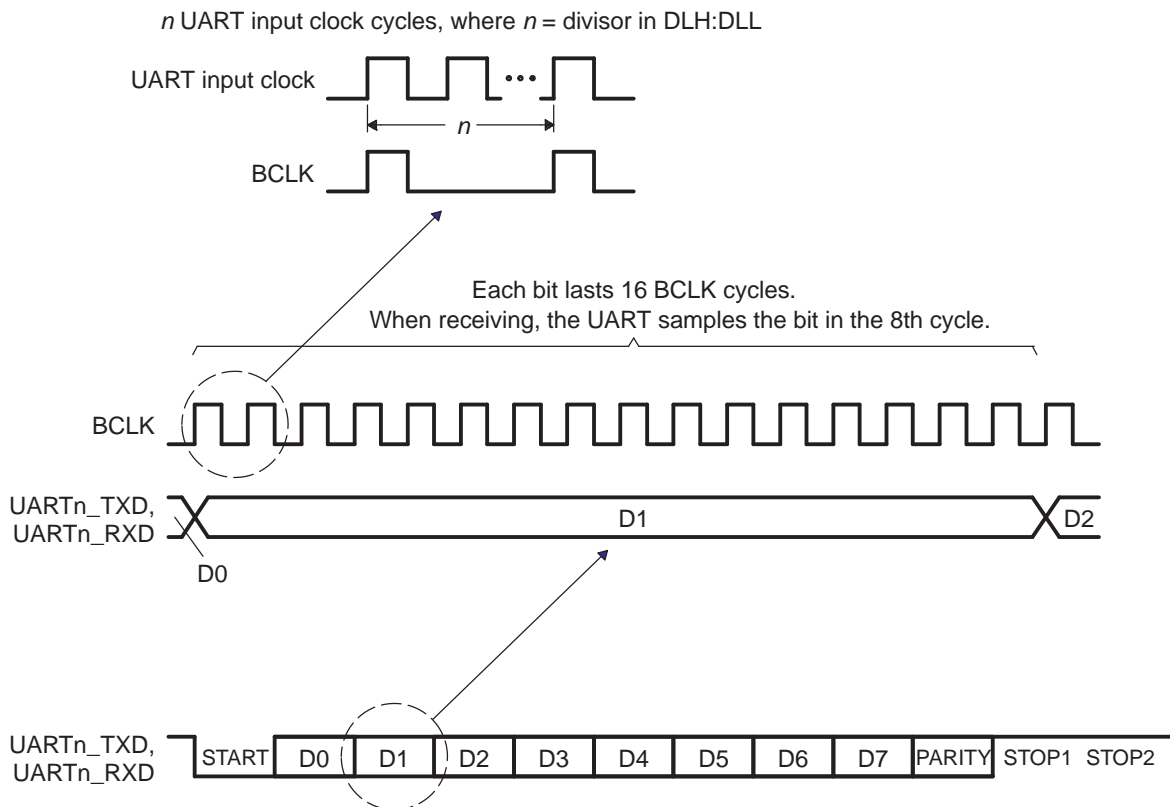 n UART input clock cycles, where n = divisor in DLH:DLL
UART input clock
n
BCLK
Each bit lasts 16 BCLK cycles.
When receiving, the UART samples the bit in the 8th cycle.
BCLK
UARTn_TXD,
UARTn_RXD
D1
D2
D0
UARTn_TXD,
UARTn_RXD
START D0 D1 D2 D3 D4 D5 D6 D7 PARITY STOP1 STOP2